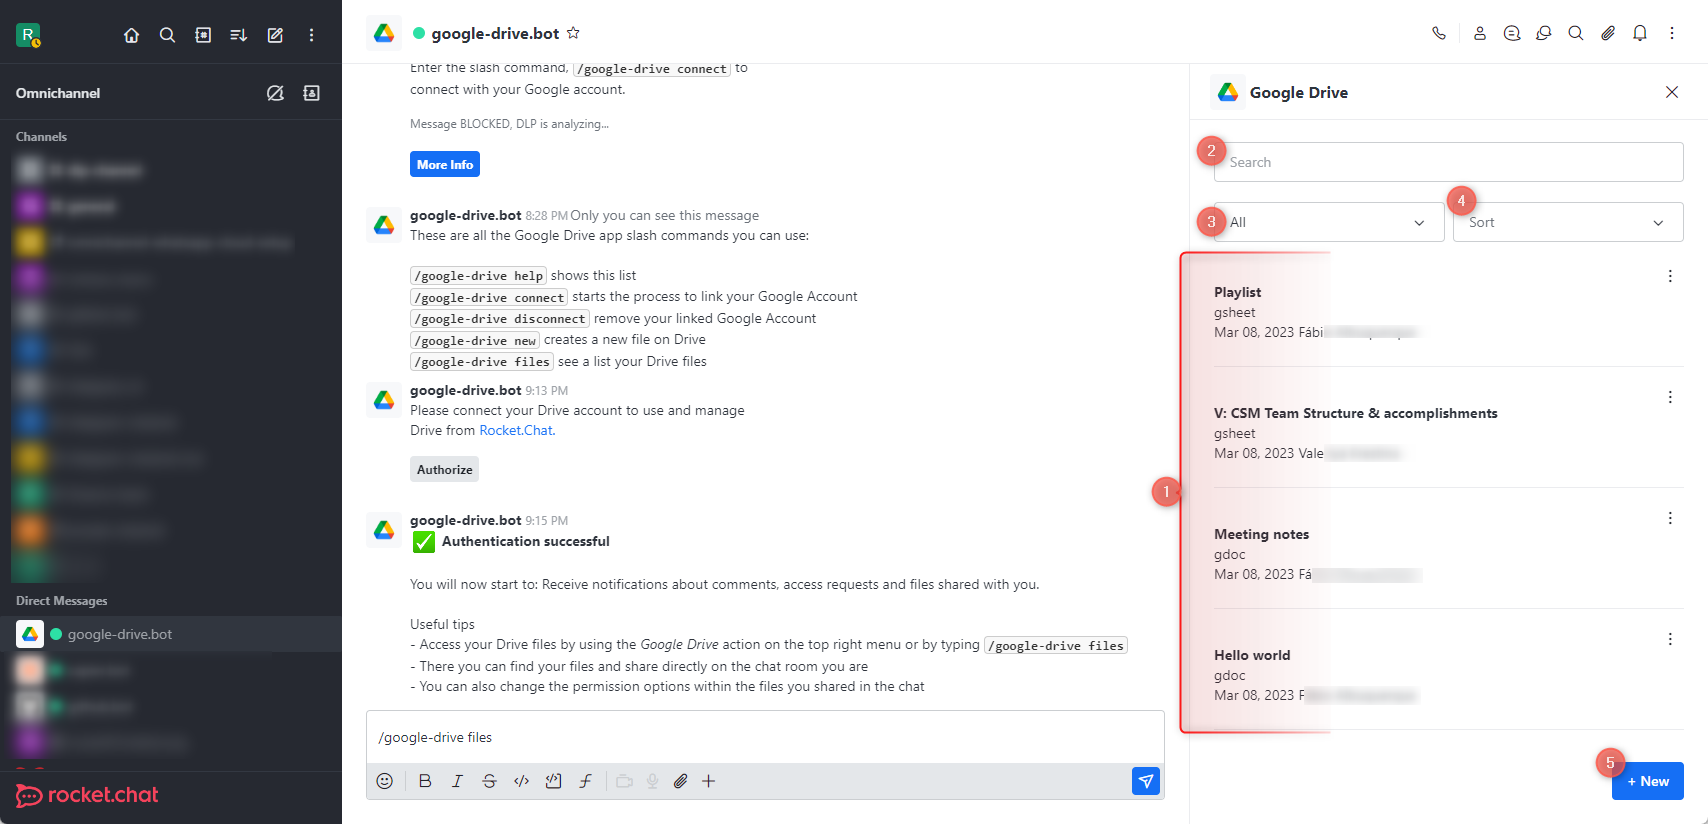 R
Omnichannel
Channels
general
Direct Messages
google-drive.bot
rocket.chat
google-drive.bot
Enter the slash command, /google-drive connect to
connect with your Google account.
Message BLOCKED, DLP is analyzing...
More Info
google-drive.bot 8:28 PM Only you can see this message
These are all the Google Drive app slash commands you can use:
/google-drive help shows this list
/google-drive connect starts the process to link your Google Account
/google-drive disconnect remove your linked Google Account
/google-drive new creates a new file on Drive
/google-drive files see a list your Drive files
google-drive.bot 9:13 PM
Please connect your Drive account to use and manage
Drive from Rocket.Chat.
Authorize
google-drive.bot 9:15 PM
Authentication successful
You will now start to: Receive notifications about comments, access requests and files shared with you.
Useful tips
- Access your Drive files by using the Google Drive action on the top right menu or by typing /google-drive files
- There you can find your files and share directly on the chat room you are
- You can also change the permission options within the files you shared in the chat
/google-drive files
Google Drive
2
Search
4
3
All
Sort
1
Playlist
gsheet
Mar 08, 2023 Fábi
V: CSM Team Structure & accomplishments
gsheet
Mar 08, 2023 Vale
Meeting notes
gdoc
Mar 08, 2023 Fá
Hello world
gdoc
Mar 08, 2023 F
5
+ New